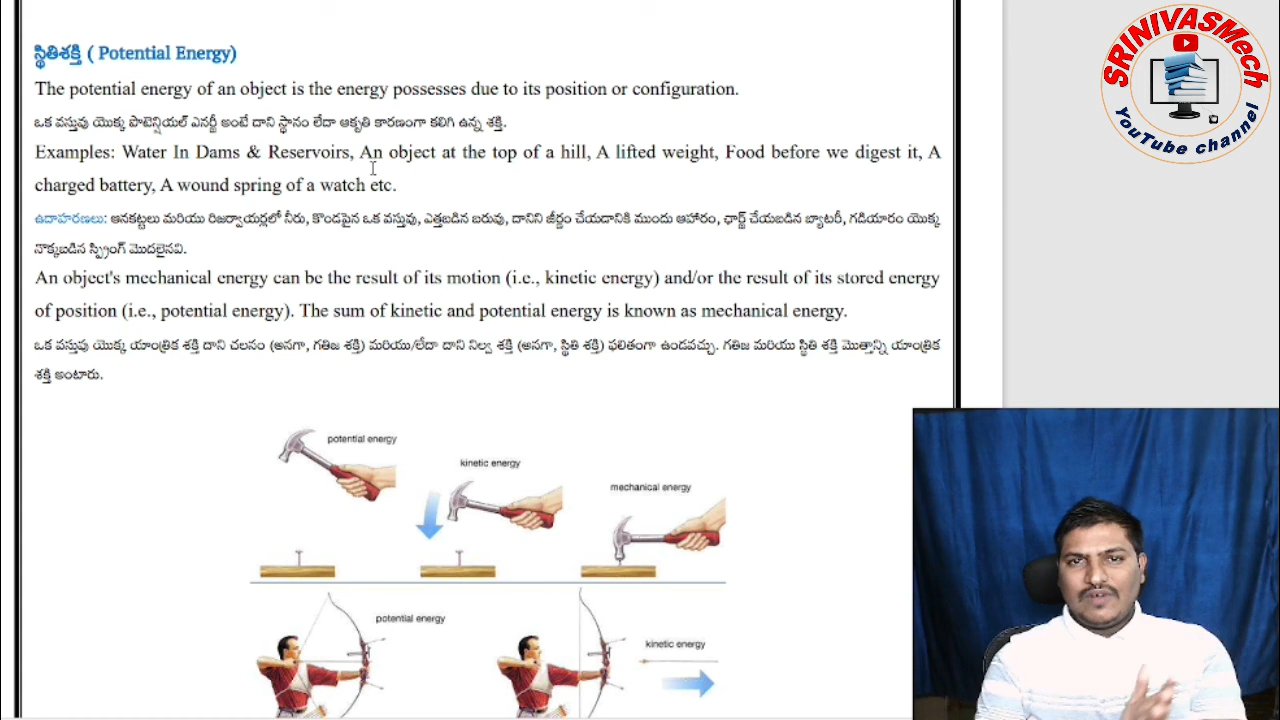 స్థితిశక్తి ( Potential Energy)
The potential energy of an object is the energy possesses due to its position or configuration.
ఒక వస్తువు యొక్క పొటెన్షియల్ ఎనర్జీ అంటే దాని స్థానం లేదా ఆకృతి కారణంగా కలిగి ఉన్న శక్తి.
Examples: Water In Dams & Reservoirs, An object at the top of a hill, A lifted weight, Food before we digest it, A
charged battery, A wound spring of a watch etc.
ఉదాహరణలు: ఆనకట్టలు మరియు రిజర్వాయర్లలో నీరు, కొండపైన ఒక వస్తువు, ఎత్తబడిన బరువు, దానిని జీర్ణం చేయడానికి ముందు ఆహారం, ఛార్జ్ చేయబడిన బ్యాటరీ, గడియారం యొక్క
నొక్కబడిన స్ప్రింగ్ మొదలైనవి.
An object's mechanical energy can be the result of its motion (i.e., kinetic energy) and/or the result of its stored energy
of position (i.e., potential energy). The sum of kinetic and potential energy is known as mechanical energy.
ఒక వస్తువు యొక్క యాంత్రిక శక్తి దాని చలనం (అనగా, గతిజ శక్తి) మరియు/లేదా దాని నిల్వ శక్తి (అనగా, స్థితి శక్తి) ఫలితంగా ఉండవచ్చు. గతిజ మరియు స్థితి శక్తి మొత్తాన్ని యాంత్రిక
శక్తి అంటారు.
potential energy
kinetic energy
mechanical energy
potential energy
kinetic energy
SRINIVASMech
YouTube channel